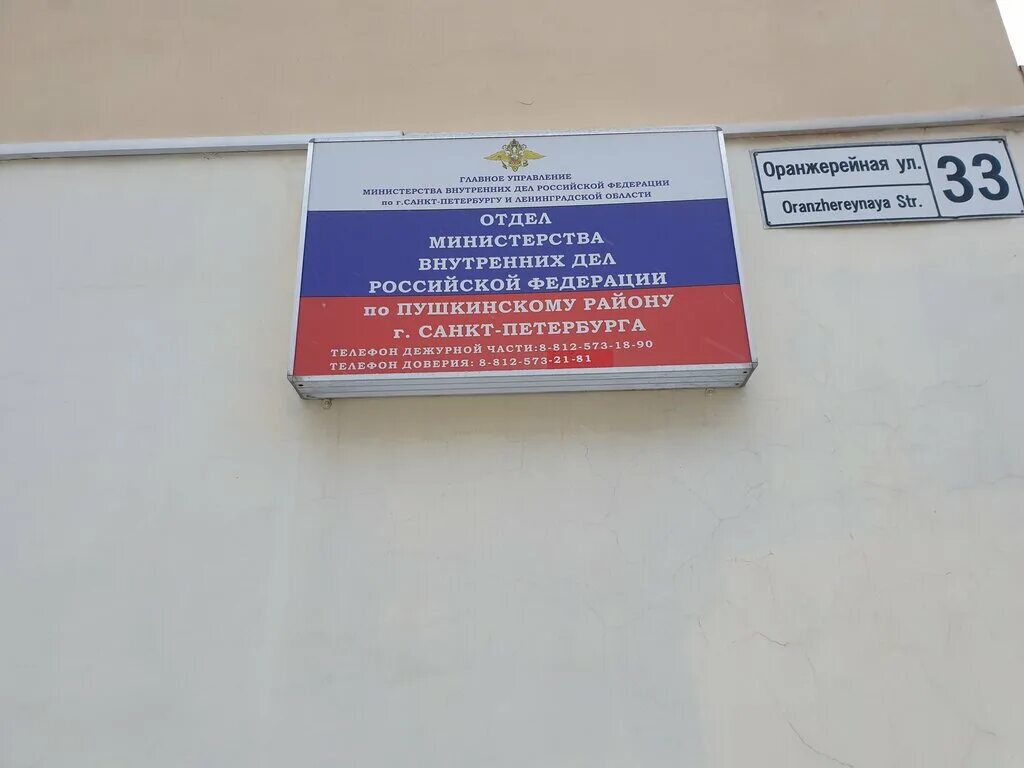 ГЛАВНОЕ УПРАВЛЕНИЕ
МИНИСТЕРСТВА ВНУТРЕННИХ ДЕЛ РОССИЙСКОЙ ФЕДЕРАЦИИ
по г.САНКТ-ПЕТЕРБУРГУ И ЛЕНИНГРАДСКОЙ ОБЛАСТИ
ОТДЕЛ
МИНИСТЕРСТВА
ВНУТРЕННИХ ДЕЛ
РОССИЙСКОЙ ФЕДЕРАЦИИ
по ПУШКИНСКОМУ РАЙОНУ
г. САНКТ-ПЕТЕРБУРГА
ТЕЛЕФОН ДЕЖУРНОЙ ЧАСТИ:8-812-573-18-90
ТЕЛЕФОН ДОВЕРИЯ: 8-812-573-21-81
Оранжерейная ул.
Oranzhereynaya Str.
33